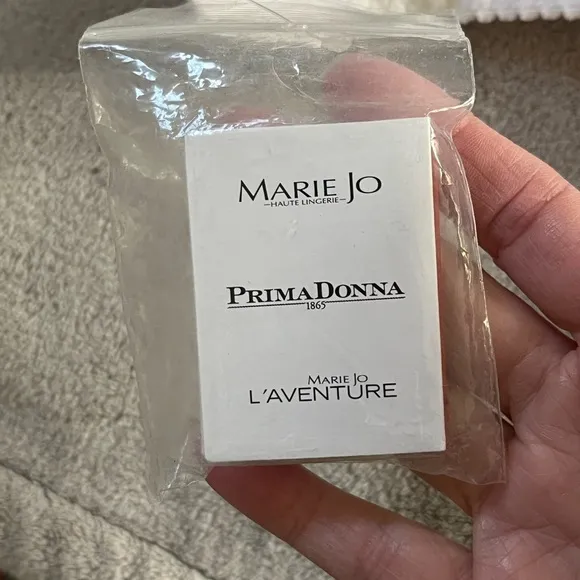 MARIE JO
-HAUTE LINGERIE-
PRIMADONNA
1865
MARIE JO
L'AVENTURE